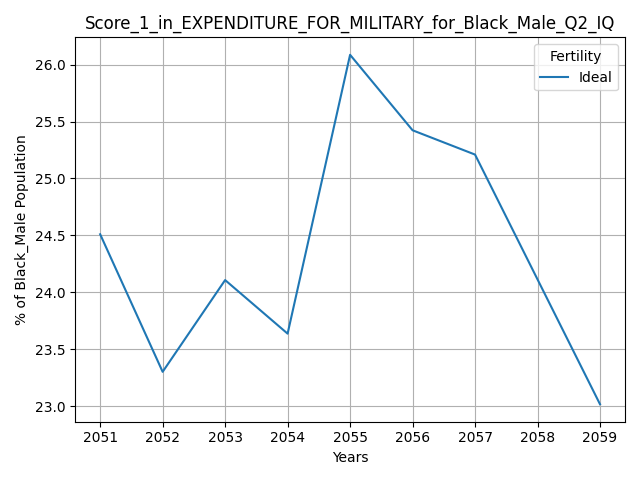 Score_1_in_EXPENDITURE_FOR_MILITARY_for_Black_Male_Q2_IQ
Fertility
Ideal
26.0
25.5
25.0
24.5
24.0
23.5
23.0
% of Black_Male Population
2051 2052 2053 2054 2055 2056 2057 2058 2059
Years